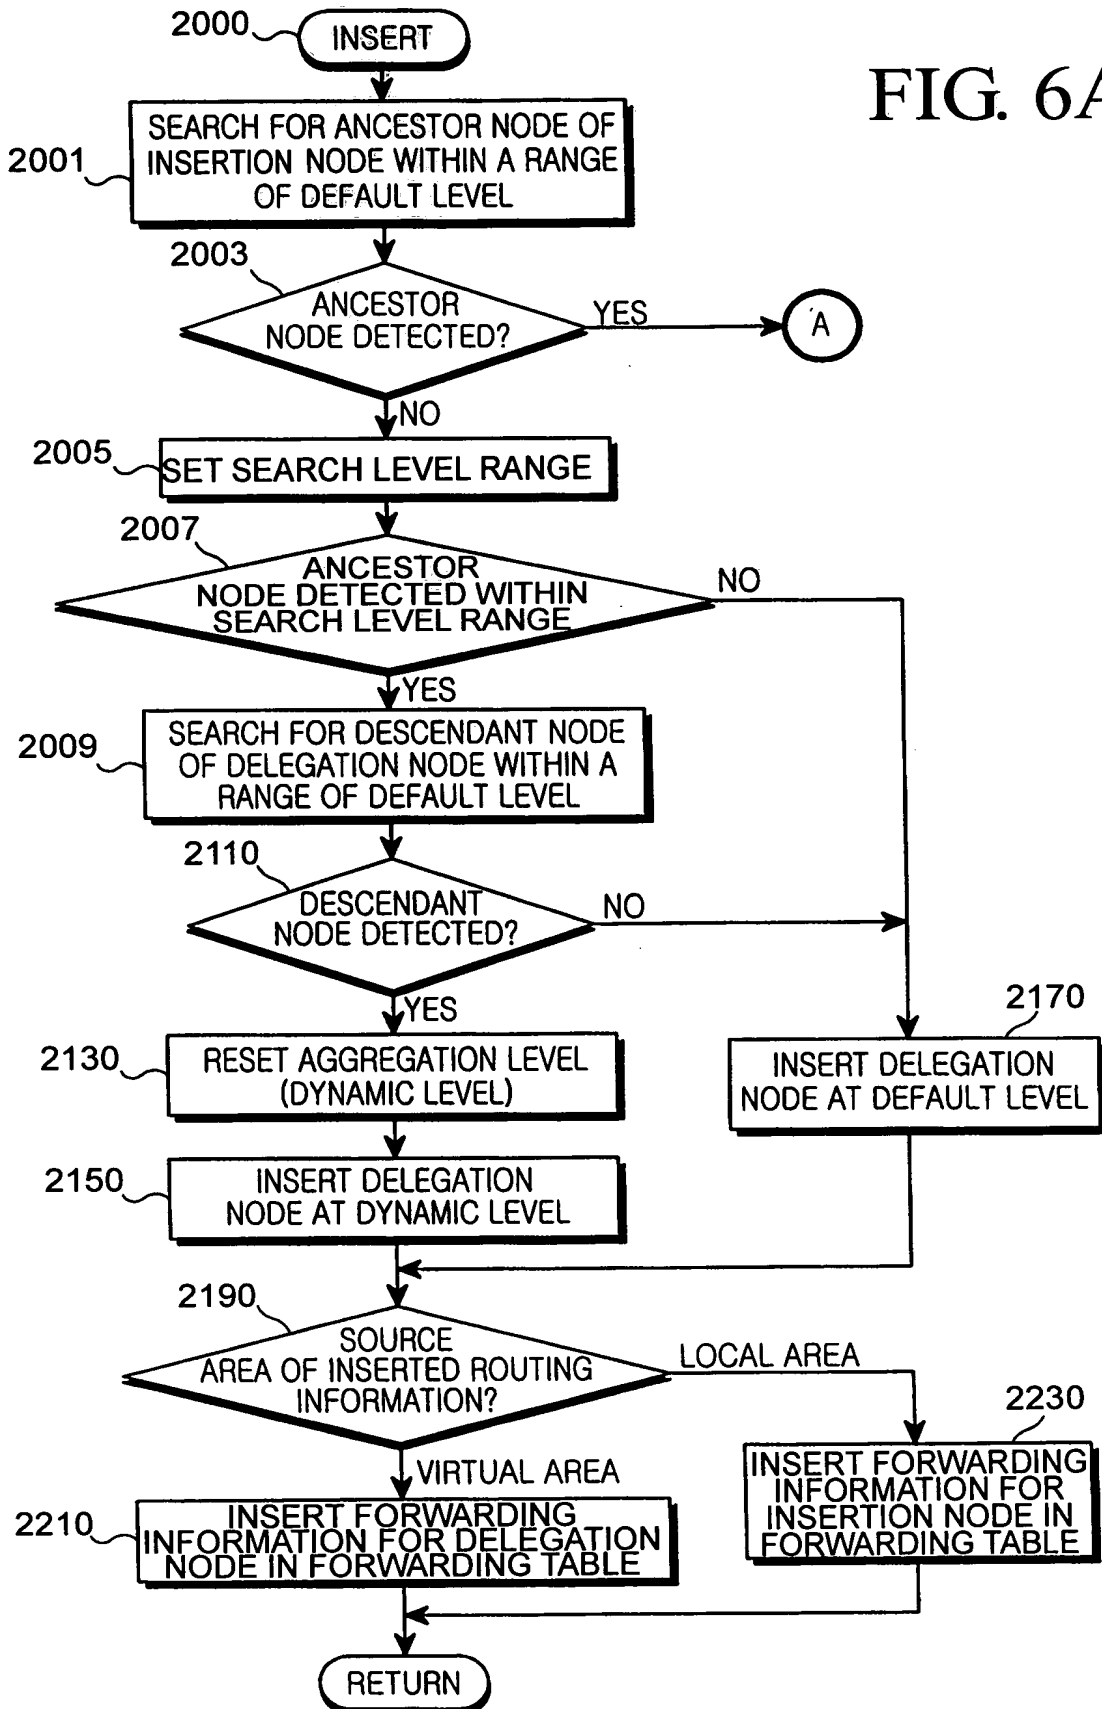 2000
INSERT
FIG. 6A
2001
SEARCH FOR ANCESTOR NODE OF
INSERTION NODE WITHIN A RANGE
OF DEFAULT LEVEL
2003
ANCESTOR
NODE DETECTED?
YES
A
NO
2005
SET SEARCH LEVEL RANGE
2007
ANCESTOR
NODE DETECTED WITHIN
SEARCH LEVEL RANGE
NO
YES
2009
SEARCH FOR DESCENDANT NODE
OF DELEGATION NODE WITHIN A
RANGE OF DEFAULT LEVEL
2110
DESCENDANT
NODE DETECTED?
NO
YES
2130
RESET AGGREGATION LEVEL
(DYNAMIC LEVEL)
2170
INSERT DELEGATION
NODE AT DEFAULT LEVEL
2150
INSERT DELEGATION
NODE AT DYNAMIC LEVEL
2190
SOURCE
AREA OF INSERTED ROUTING
INFORMATION?
LOCAL AREA
2230
INSERT FORWARDING
INFORMATION FOR
INSERTION NODE IN
FORWARDING TABLE
VIRTUAL AREA
2210
INSERT FORWARDING
INFORMATION FOR DELEGATION
NODE IN FORWARDING TABLE
RETURN